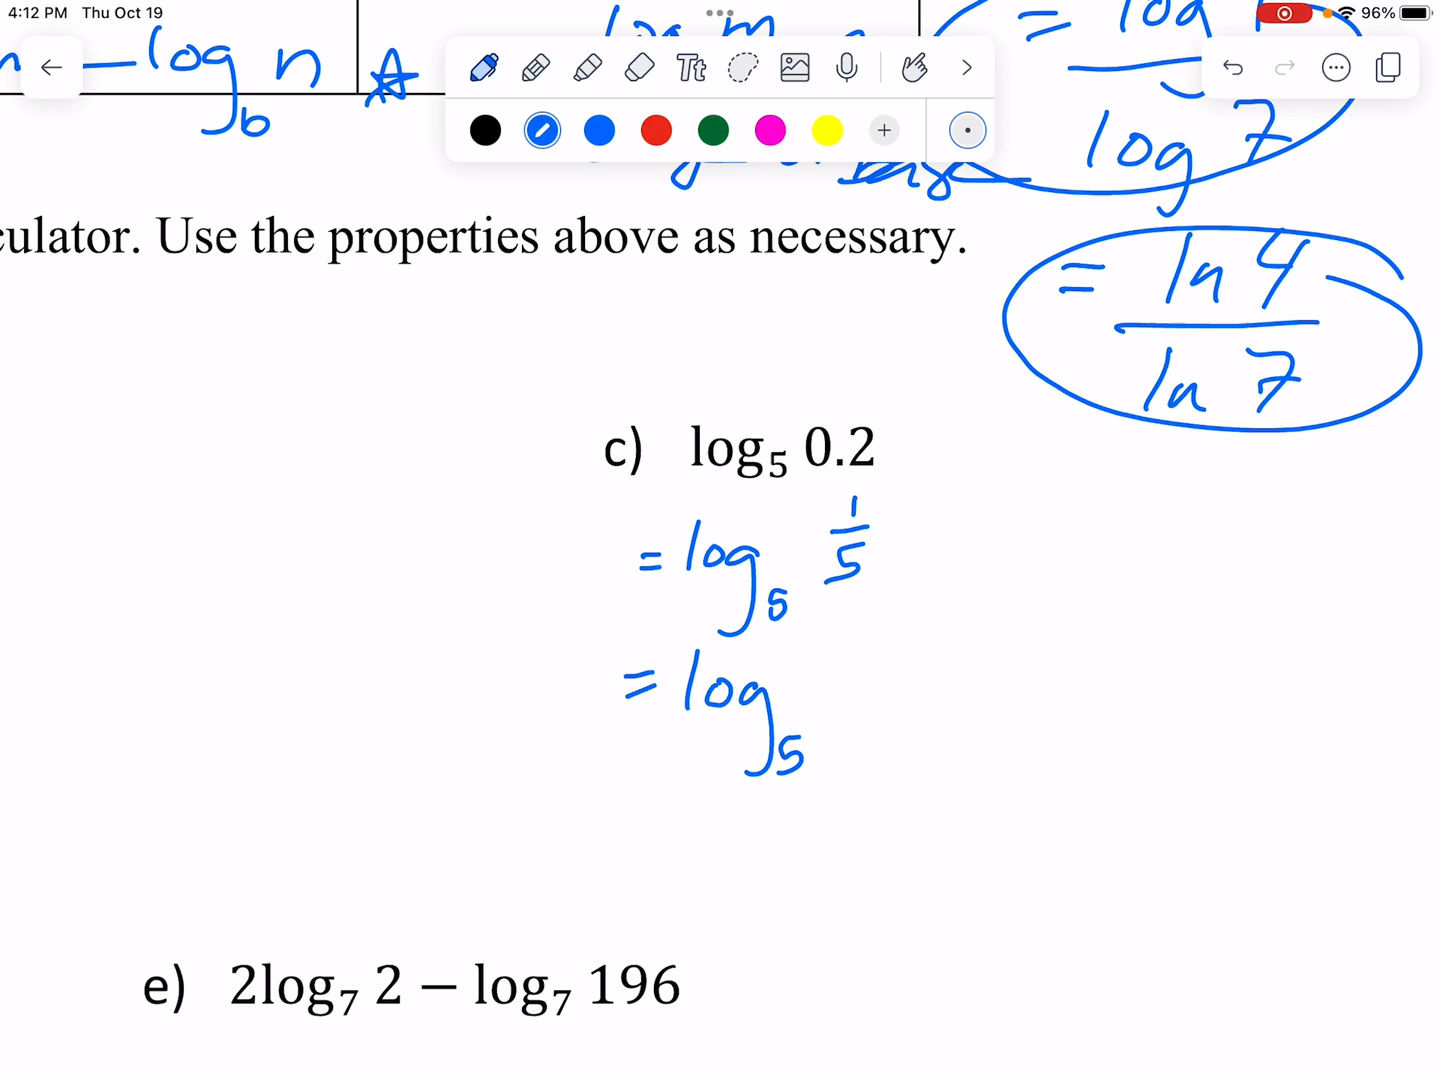 4:12 PM Thu Oct 19
96%
− log_b n
= log
log 7
Tt
culator. Use the properties above as necessary.
= ln 4 / ln 7
c) log₅ 0.2
= log₅ 1/5
= log₅
e) 2log₇ 2 − log₇ 196